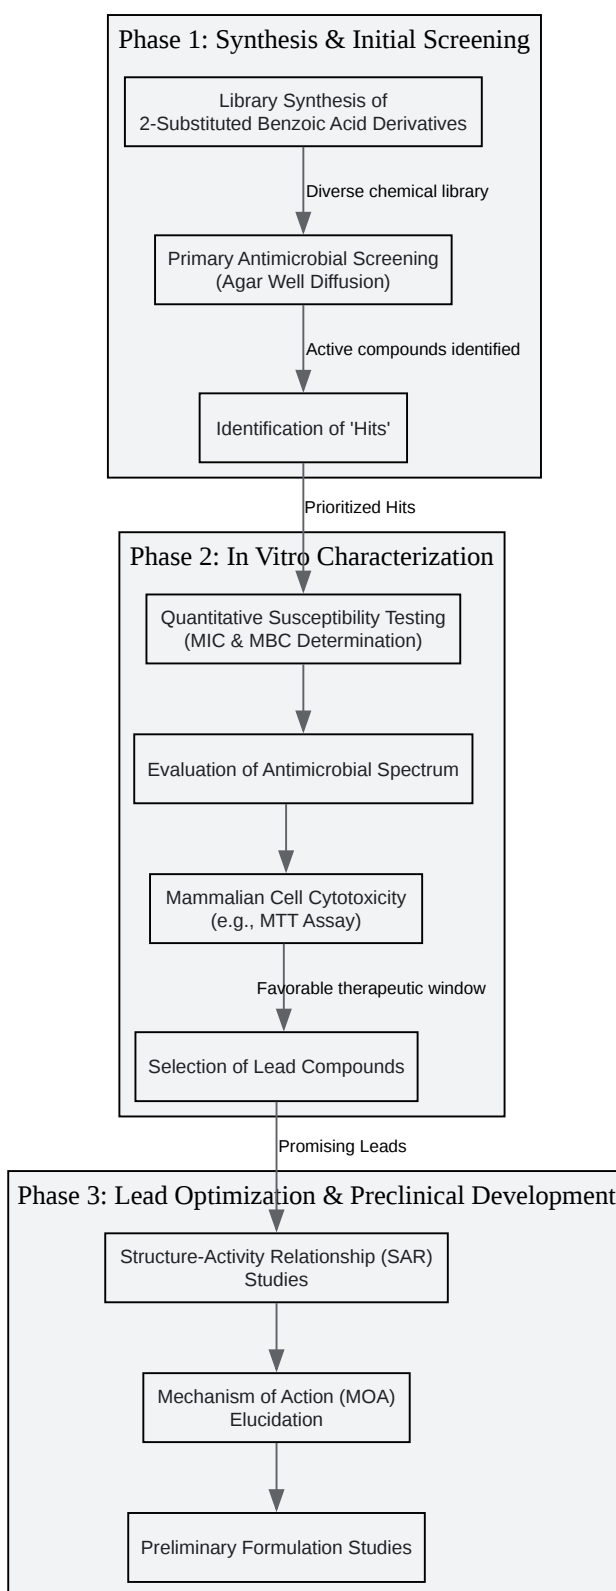 Phase 1: Synthesis & Initial Screening
Library Synthesis of
2-Substituted Benzoic Acid Derivatives
Diverse chemical library
Primary Antimicrobial Screening
(Agar Well Diffusion)
Active compounds identified
Identification of 'Hits'
Prioritized Hits
Phase 2: In Vitro Characterization
Quantitative Susceptibility Testing
(MIC & MBC Determination)
Evaluation of Antimicrobial Spectrum
Mammalian Cell Cytotoxicity
(e.g., MTT Assay)
Favorable therapeutic window
Selection of Lead Compounds
Promising Leads
Phase 3: Lead Optimization & Preclinical Development
Structure-Activity Relationship (SAR)
Studies
Mechanism of Action (MOA)
Elucidation
Preliminary Formulation Studies